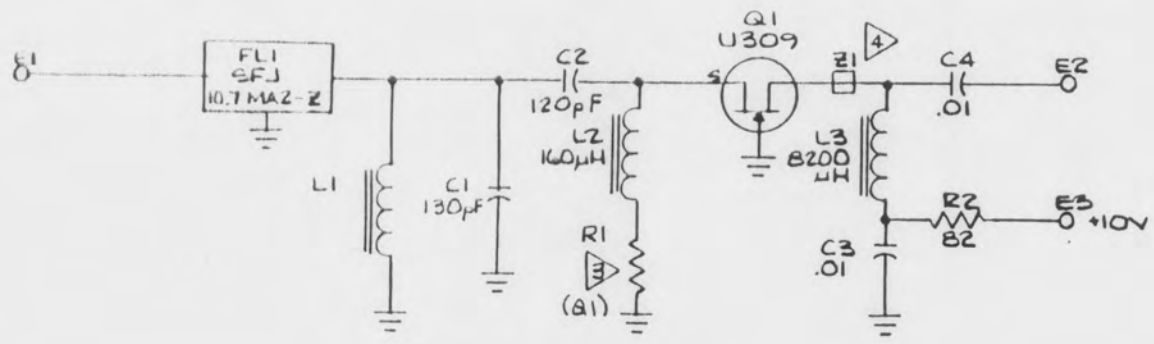 E1
FL1
SFJ
10.7 MA2-Z
L1
C1
130pF
C2
120pF
L2
160µH
R1
3
(Q1)
Q1
U309
S
Z1
4
C4
.01
E2
L3
8200
µH
R2
82
E3
+10V
C3
.01